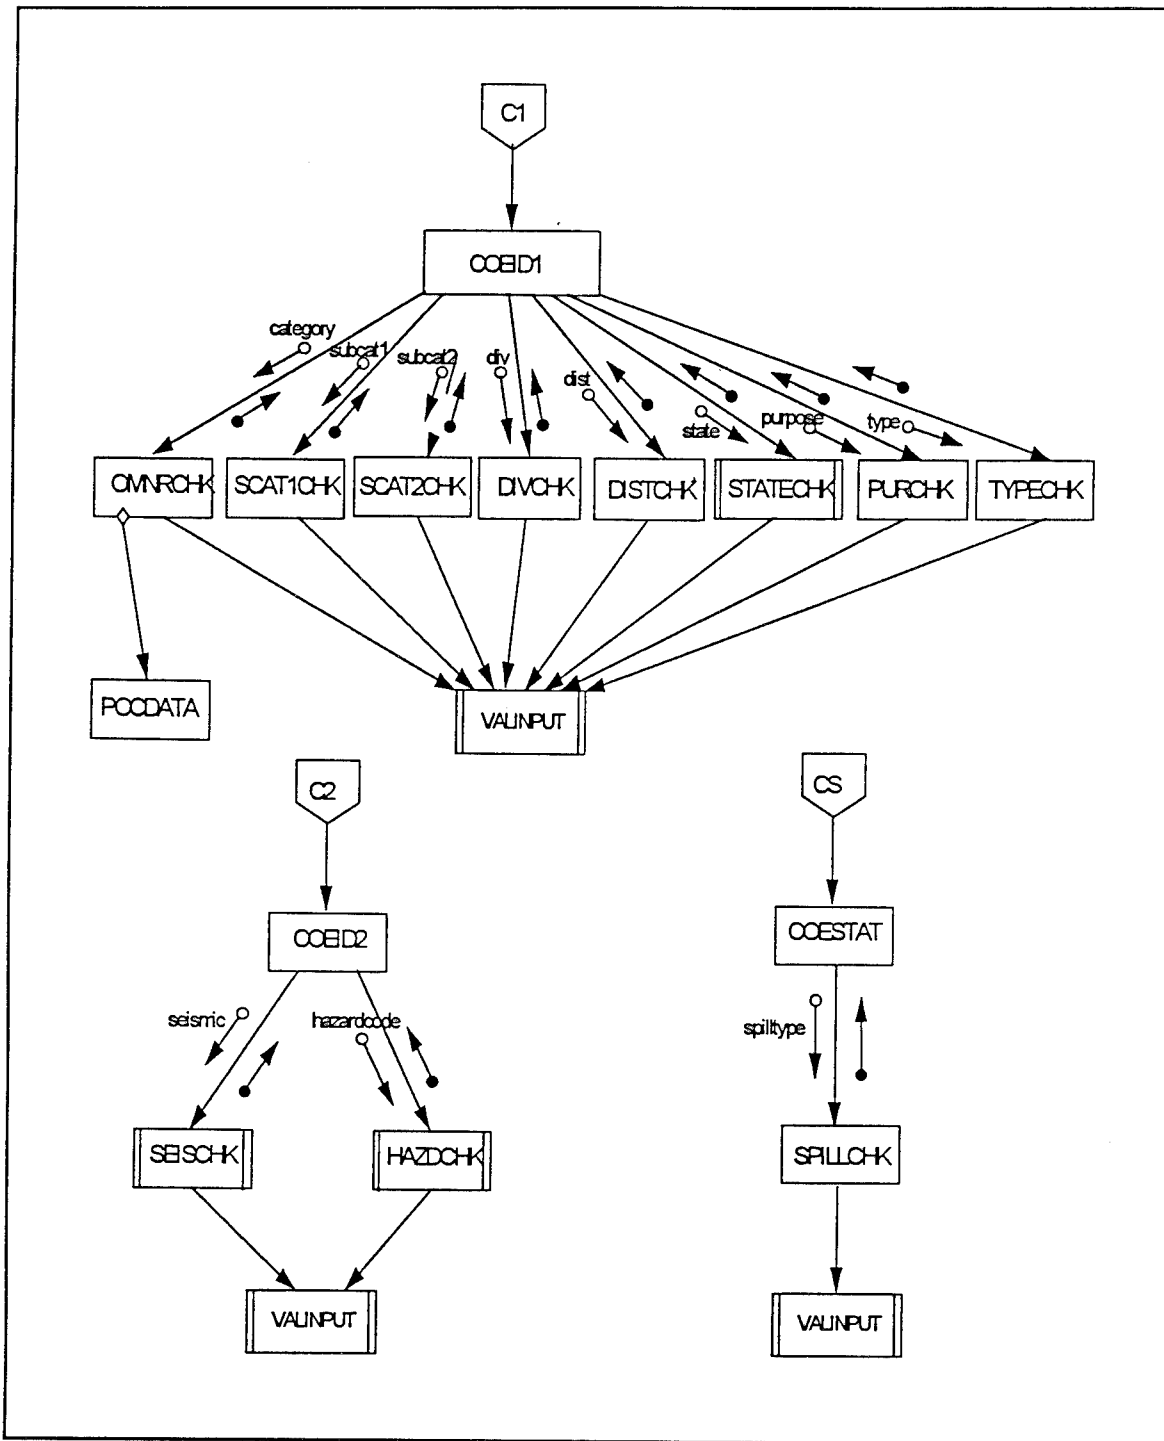 C1
COEID1
category
subcat1
subcat2
div
dist
state
purpose
type
OWNRCHK
SCAT1CHK
SCAT2CHK
DIVCHK
DISTCHK
STATECHK
PURCHK
TYPECHK
POCDATA
VALINPUT
C2
CS
COEID2
COESTAT
seismic
hazardcode
spilltype
SEISCHK
HAZDCHK
SPILLCHK
VALINPUT
VALINPUT